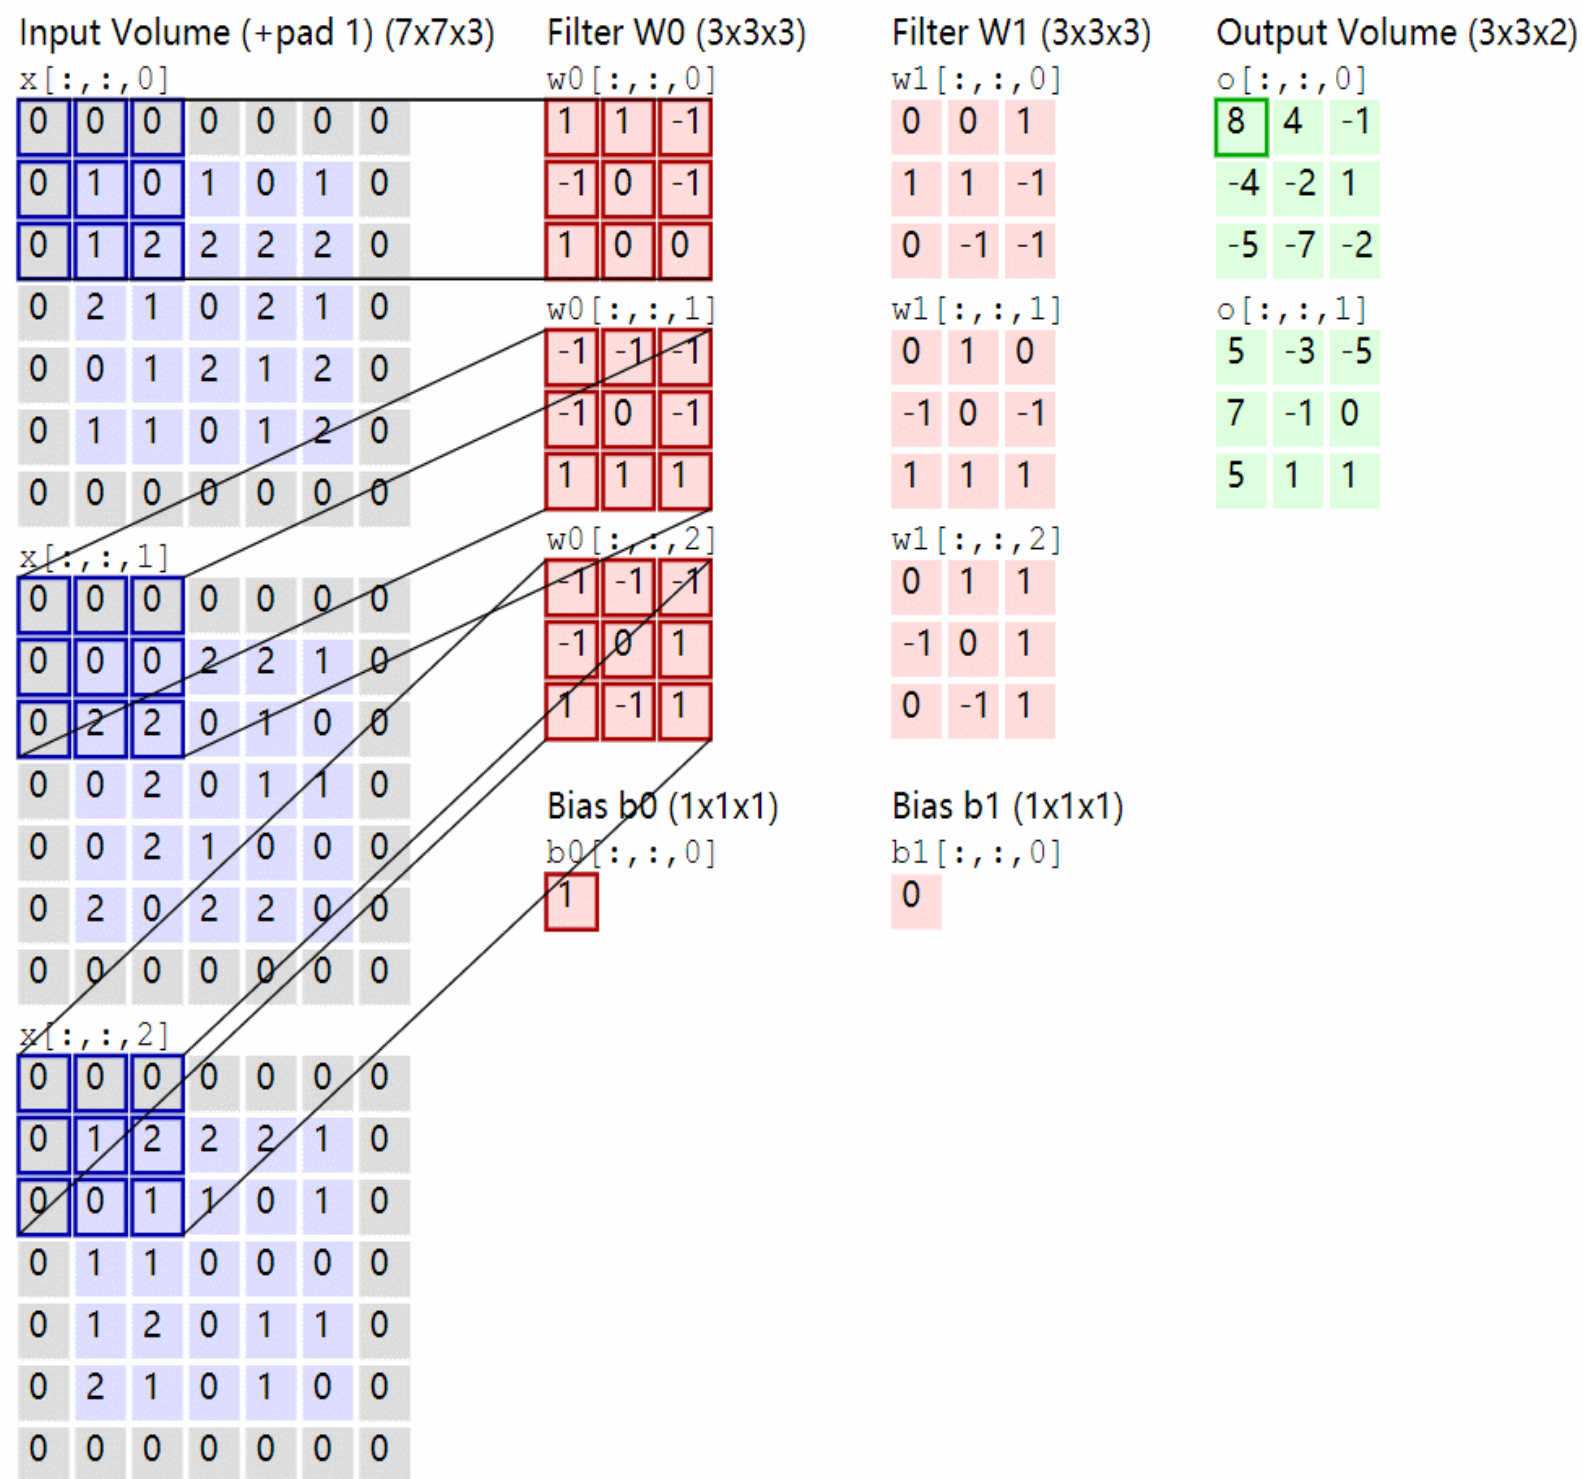 Input Volume (+pad 1) (7x7x3)
x[:,:,0]
0 0 0 0 0 0 0
0 1 0 1 0 1 0
0 1 2 2 2 2 0
0 2 1 0 2 1 0
0 0 1 2 1 2 0
0 1 1 0 1 2 0
0 0 0 0 0 0 0
x[:,:,1]
0 0 0 0 0 0 0
0 0 0 2 2 1 0
0 2 2 0 1 0 0
0 0 2 0 1 1 0
0 0 2 1 0 0 0
0 2 0 2 2 0 0
0 0 0 0 0 0 0
x[:,:,2]
0 0 0 0 0 0 0
0 1 2 2 2 1 0
0 0 1 1 0 1 0
0 1 1 0 0 0 0
0 1 2 0 1 1 0
0 2 1 0 1 0 0
0 0 0 0 0 0 0
Filter W0 (3x3x3)
w0[:,:,0]
1 1 -1
-1 0 -1
1 0 0
w0[:,:,1]
-1 -1 -1
-1 0 -1
1 1 1
w0[:,:,2]
-1 -1 -1
-1 0 1
1 -1 1
Bias b0 (1x1x1)
b0[:,:,0]
1
Filter W1 (3x3x3)
w1[:,:,0]
0 0 1
1 1 -1
0 -1 -1
w1[:,:,1]
0 1 0
-1 0 -1
1 1 1
w1[:,:,2]
0 1 1
-1 0 1
0 -1 1
Bias b1 (1x1x1)
b1[:,:,0]
0
Output Volume (3x3x2)
o[:,:,0]
8 4 -1
-4 -2 1
-5 -7 -2
o[:,:,1]
5 -3 -5
7 -1 0
5 1 1